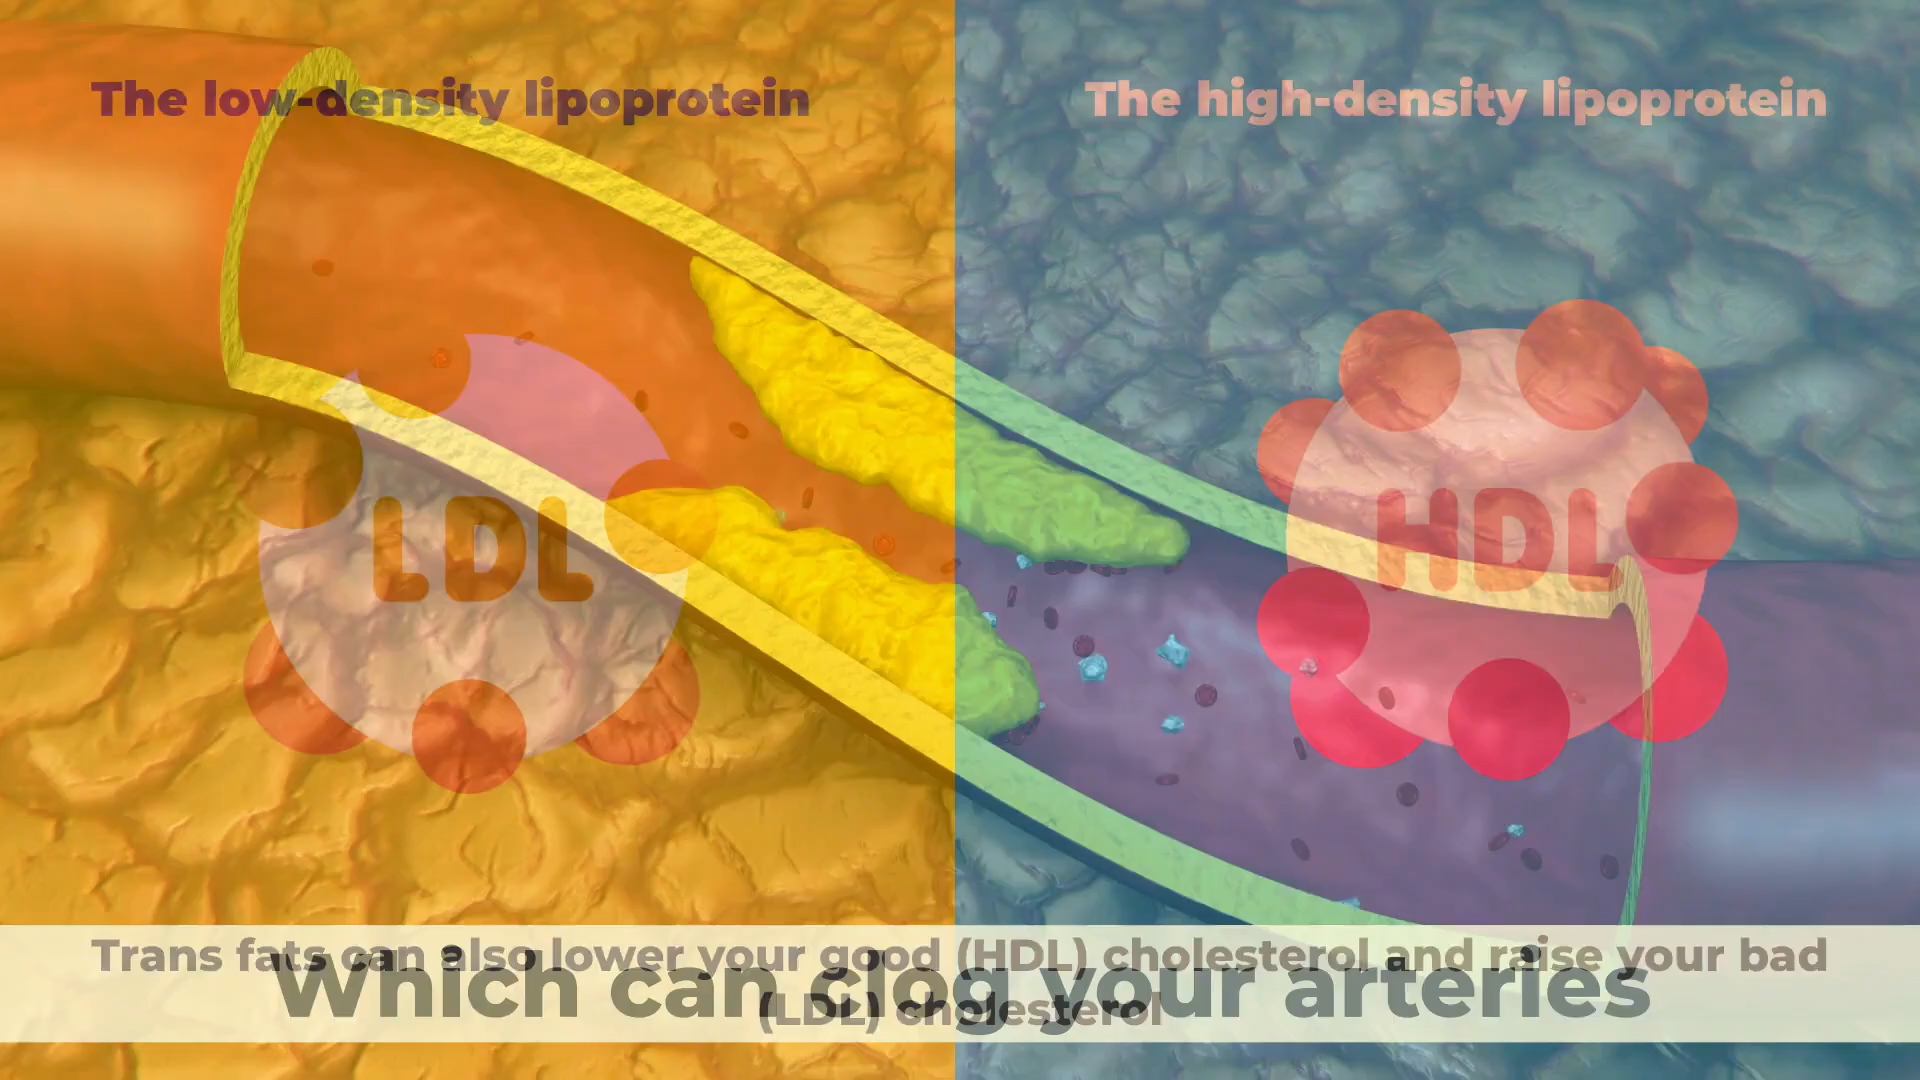 The low-density lipoprotein
The high-density lipoprotein
LDL
HDL
Trans fats can also lower your good (HDL) cholesterol and raise your bad
(LDL) cholesterol
Which can clog your arteries